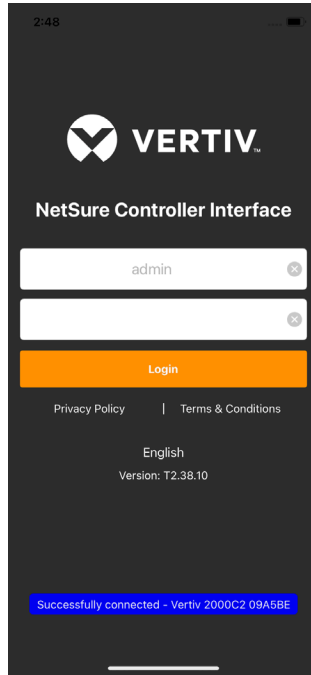 2:48
VERTIV™
NetSure Controller Interface
admin
Login
Privacy Policy | Terms & Conditions
English
Version: T2.38.10
Successfully connected - Vertiv 2000C2 09A5BE